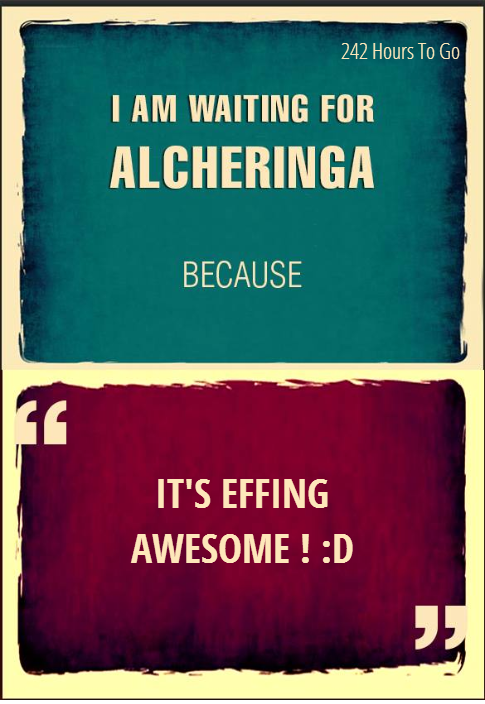 242 Hours To Go
I AM WAITING FOR
ALCHERINGA
BECAUSE
“
IT'S EFFING
AWESOME ! :D
”